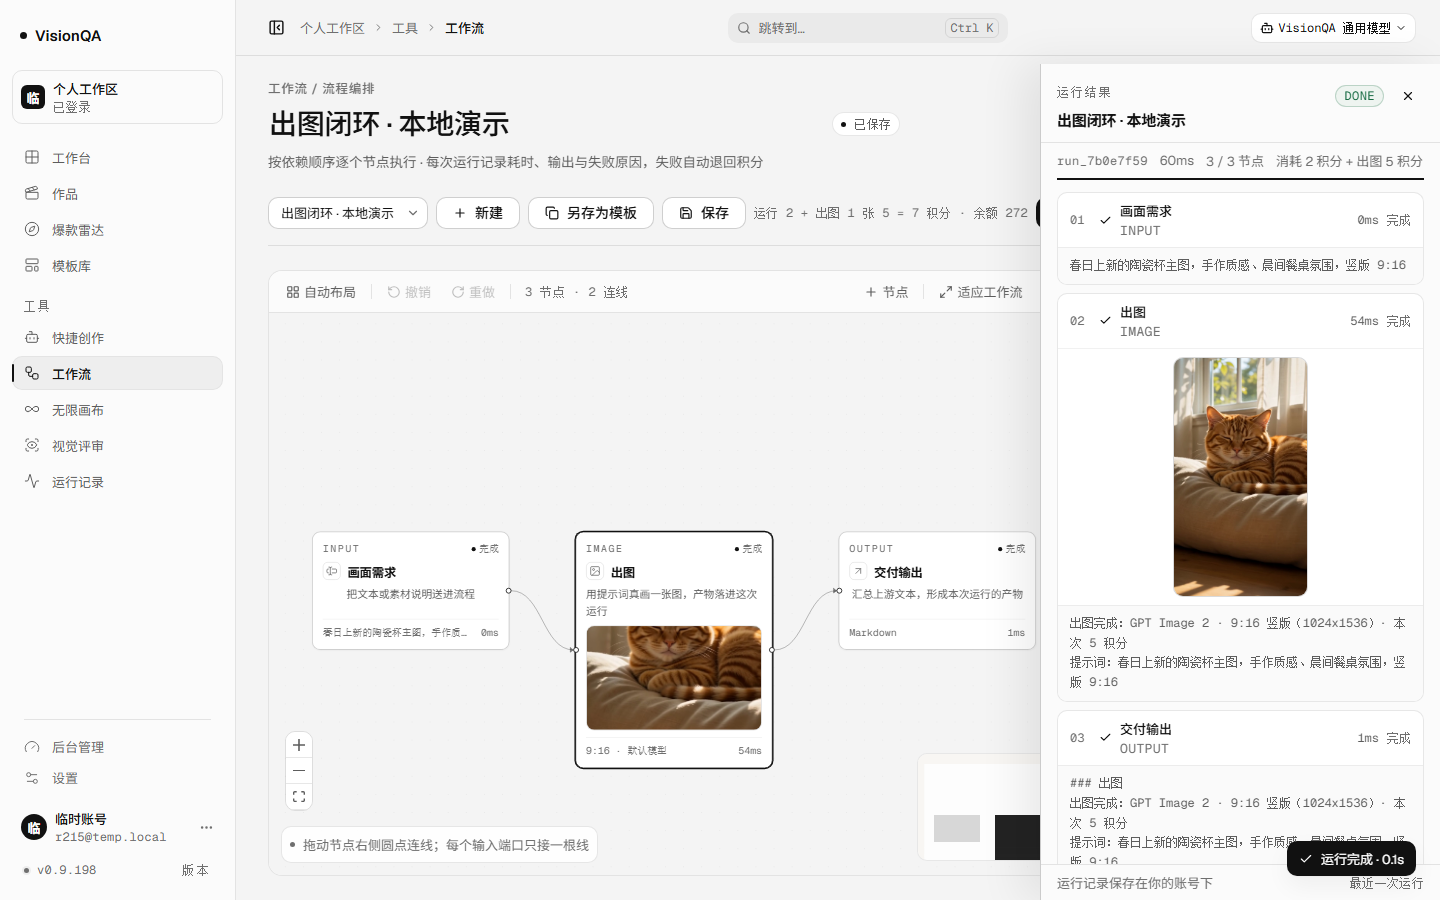 VisionQA
临
个人工作区
已登录
工作台
作品
爆款雷达
模板库
工具
快捷创作
工作流
无限画布
视觉评审
运行记录
后台管理
设置
临
临时账号
r215@temp.local
v0.9.198
版本
个人工作区
工具
工作流
跳转到…
Ctrl K
VisionQA 通用模型
工作流 / 流程编排
出图闭环 · 本地演示
已保存
按依赖顺序逐个节点执行 · 每次运行记录耗时、输出与失败原因，失败自动退回积分
出图闭环 · 本地演示
新建
另存为模板
保存
运行 2 + 出图 1 张 5 = 7 积分 · 余额 272
自动布局
撤销
重做
3 节点 · 2 连线
节点
适应工作流
INPUT
完成
画面需求
把文本或素材说明送进流程
春日上新的陶瓷杯主图，手作质…
0ms
IMAGE
完成
出图
用提示词真画一张图，产物落进这次
运行
9:16 · 默认模型
54ms
OUTPUT
完成
交付输出
汇总上游文本，形成本次运行的产物
Markdown
1ms
拖动节点右侧圆点连线；每个输入端口只接一根线
运行结果
出图闭环 · 本地演示
DONE
run_7b0e7f59
60ms
3 / 3 节点
消耗 2 积分 + 出图 5 积分
01
画面需求
INPUT
0ms 完成
春日上新的陶瓷杯主图，手作质感、晨间餐桌氛围，竖版 9:16
02
出图
IMAGE
54ms 完成
出图完成：GPT Image 2 · 9:16 竖版（1024x1536）· 本
次 5 积分
提示词：春日上新的陶瓷杯主图，手作质感、晨间餐桌氛围，竖
版 9:16
03
交付输出
OUTPUT
1ms 完成
### 出图
出图完成：GPT Image 2 · 9:16 竖版（1024x1536）· 本
次 5 积分
提示词：春日上新的陶瓷杯主图，手作质感、晨间餐桌氛围，竖
版 9:16
运行完成 · 0.1s
运行记录保存在你的账号下
最近一次运行